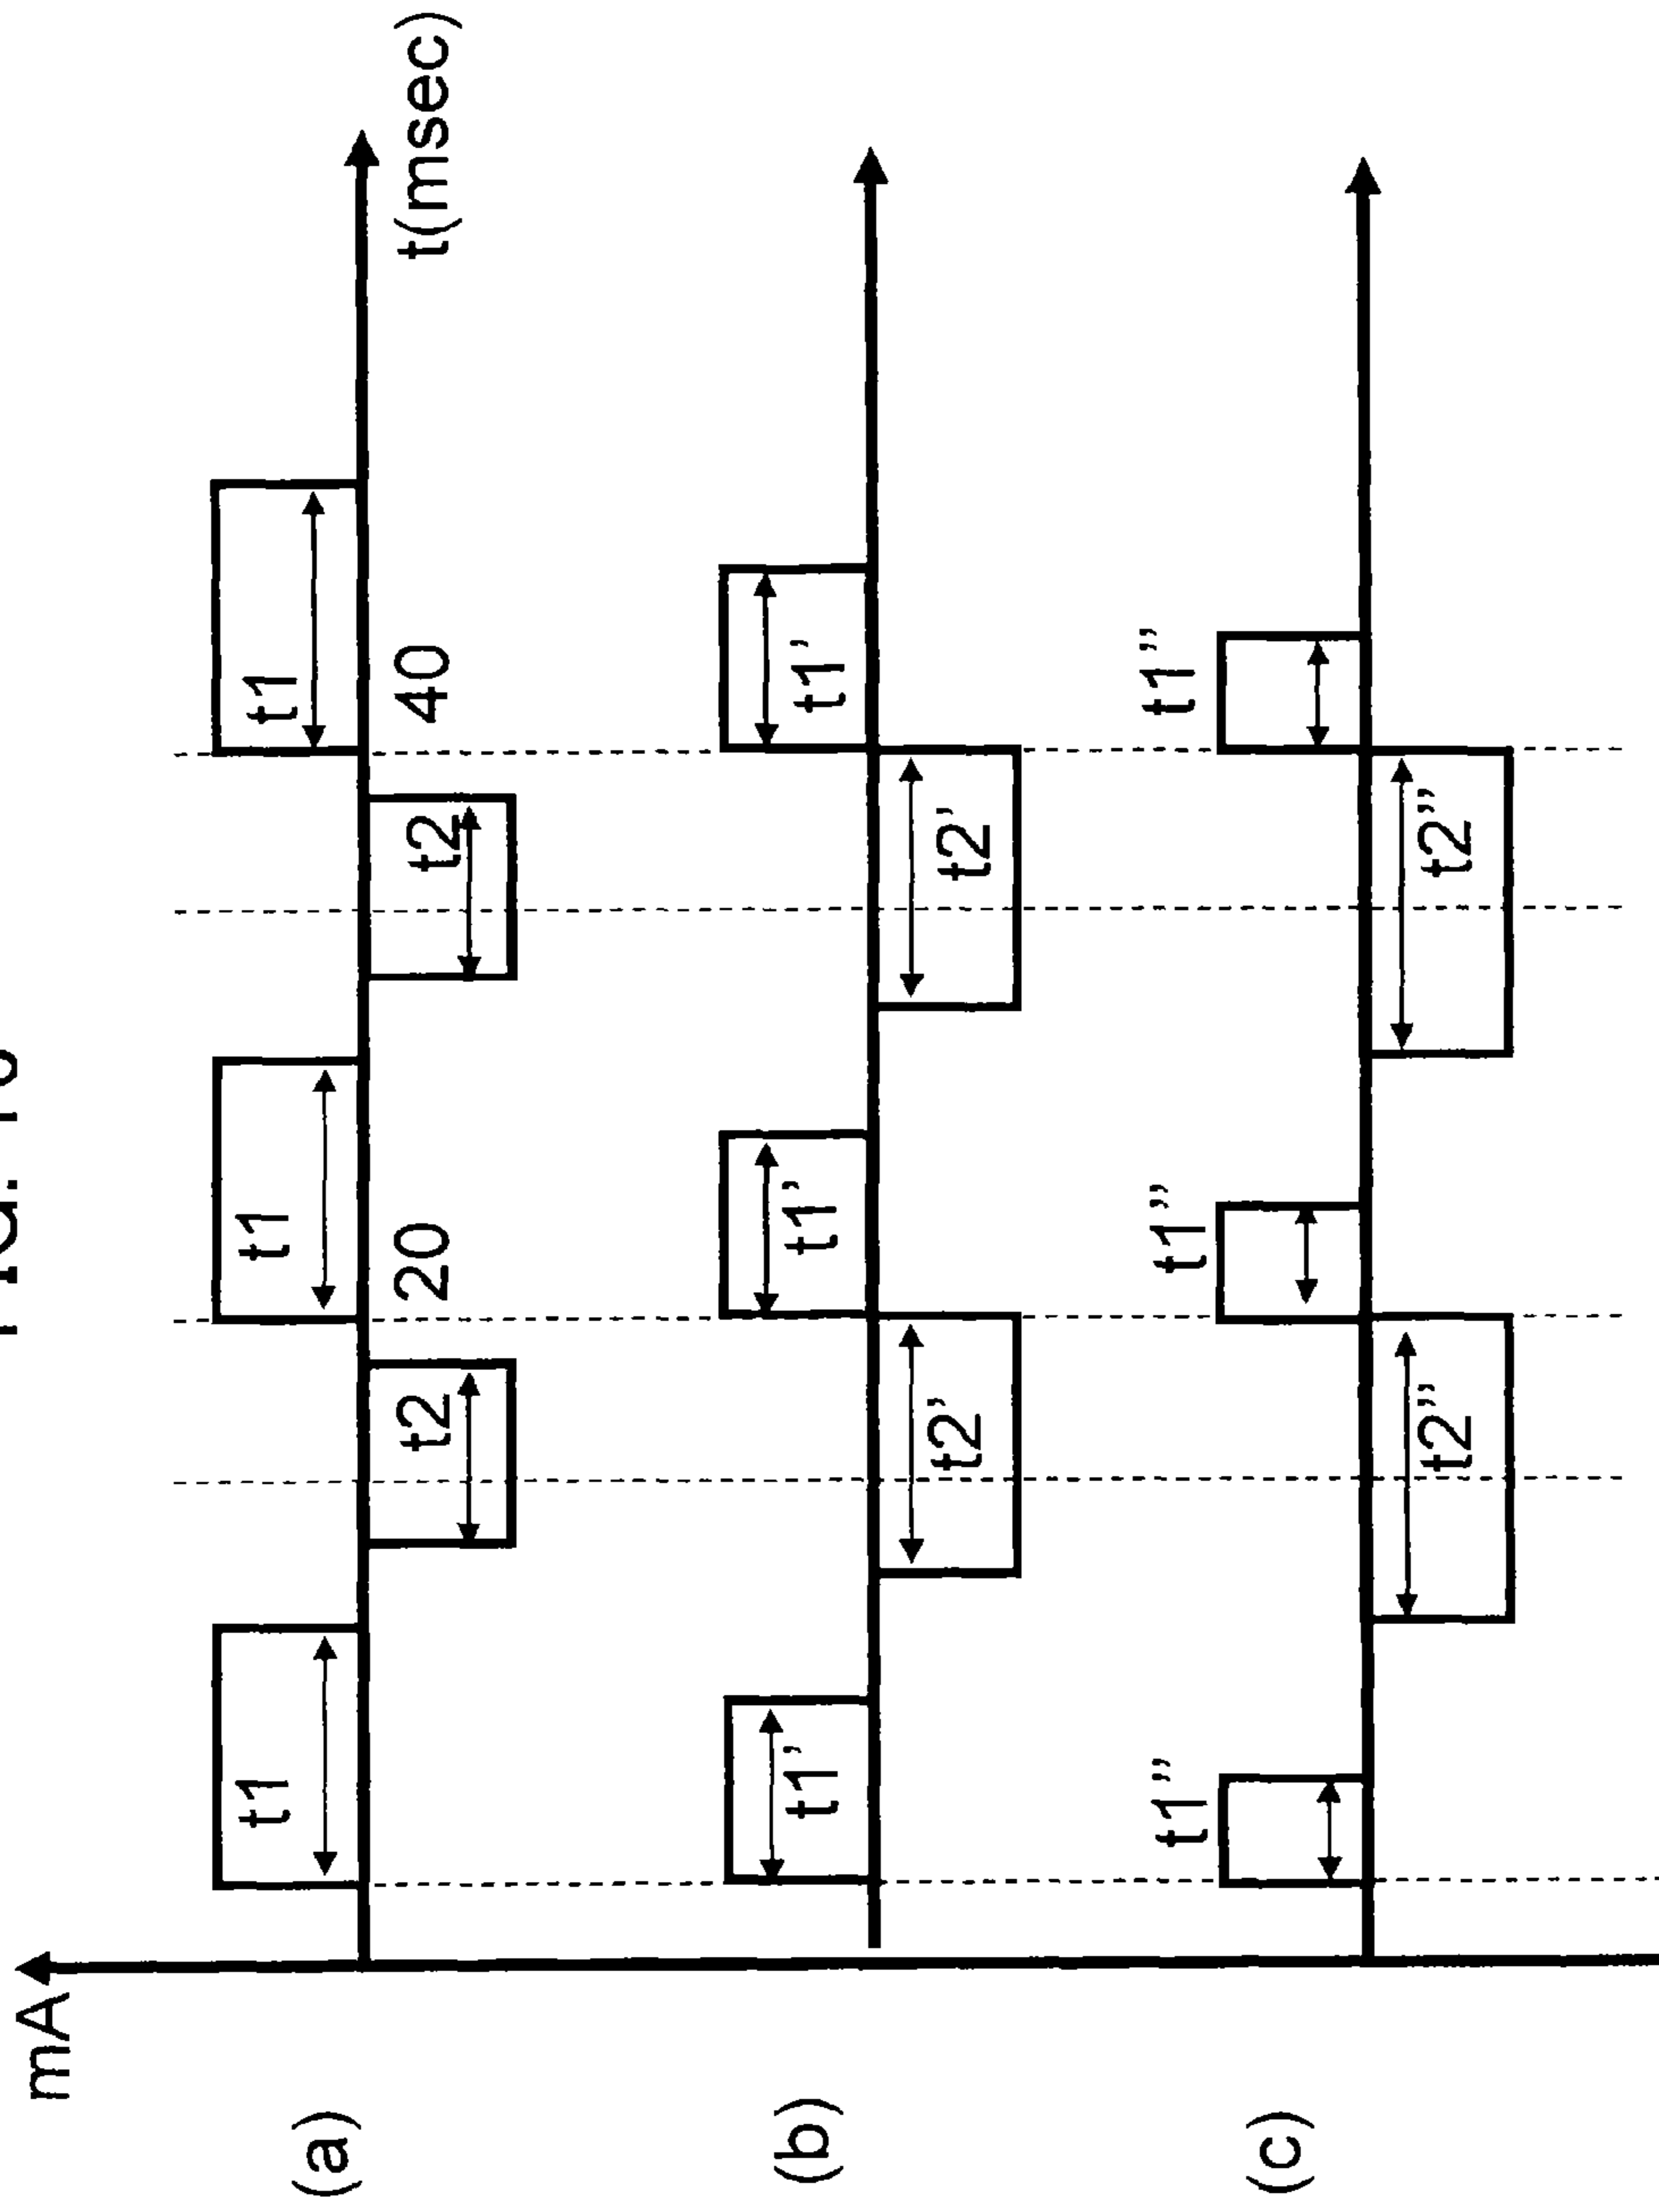 FIG.
mA
(a)
t1 t1 t1
t2 t2
20 40 t(msec)
(b)
t1’ t1’ t1’
t2’ t2’
(c)
t1” t1” t1”
t2” t2”